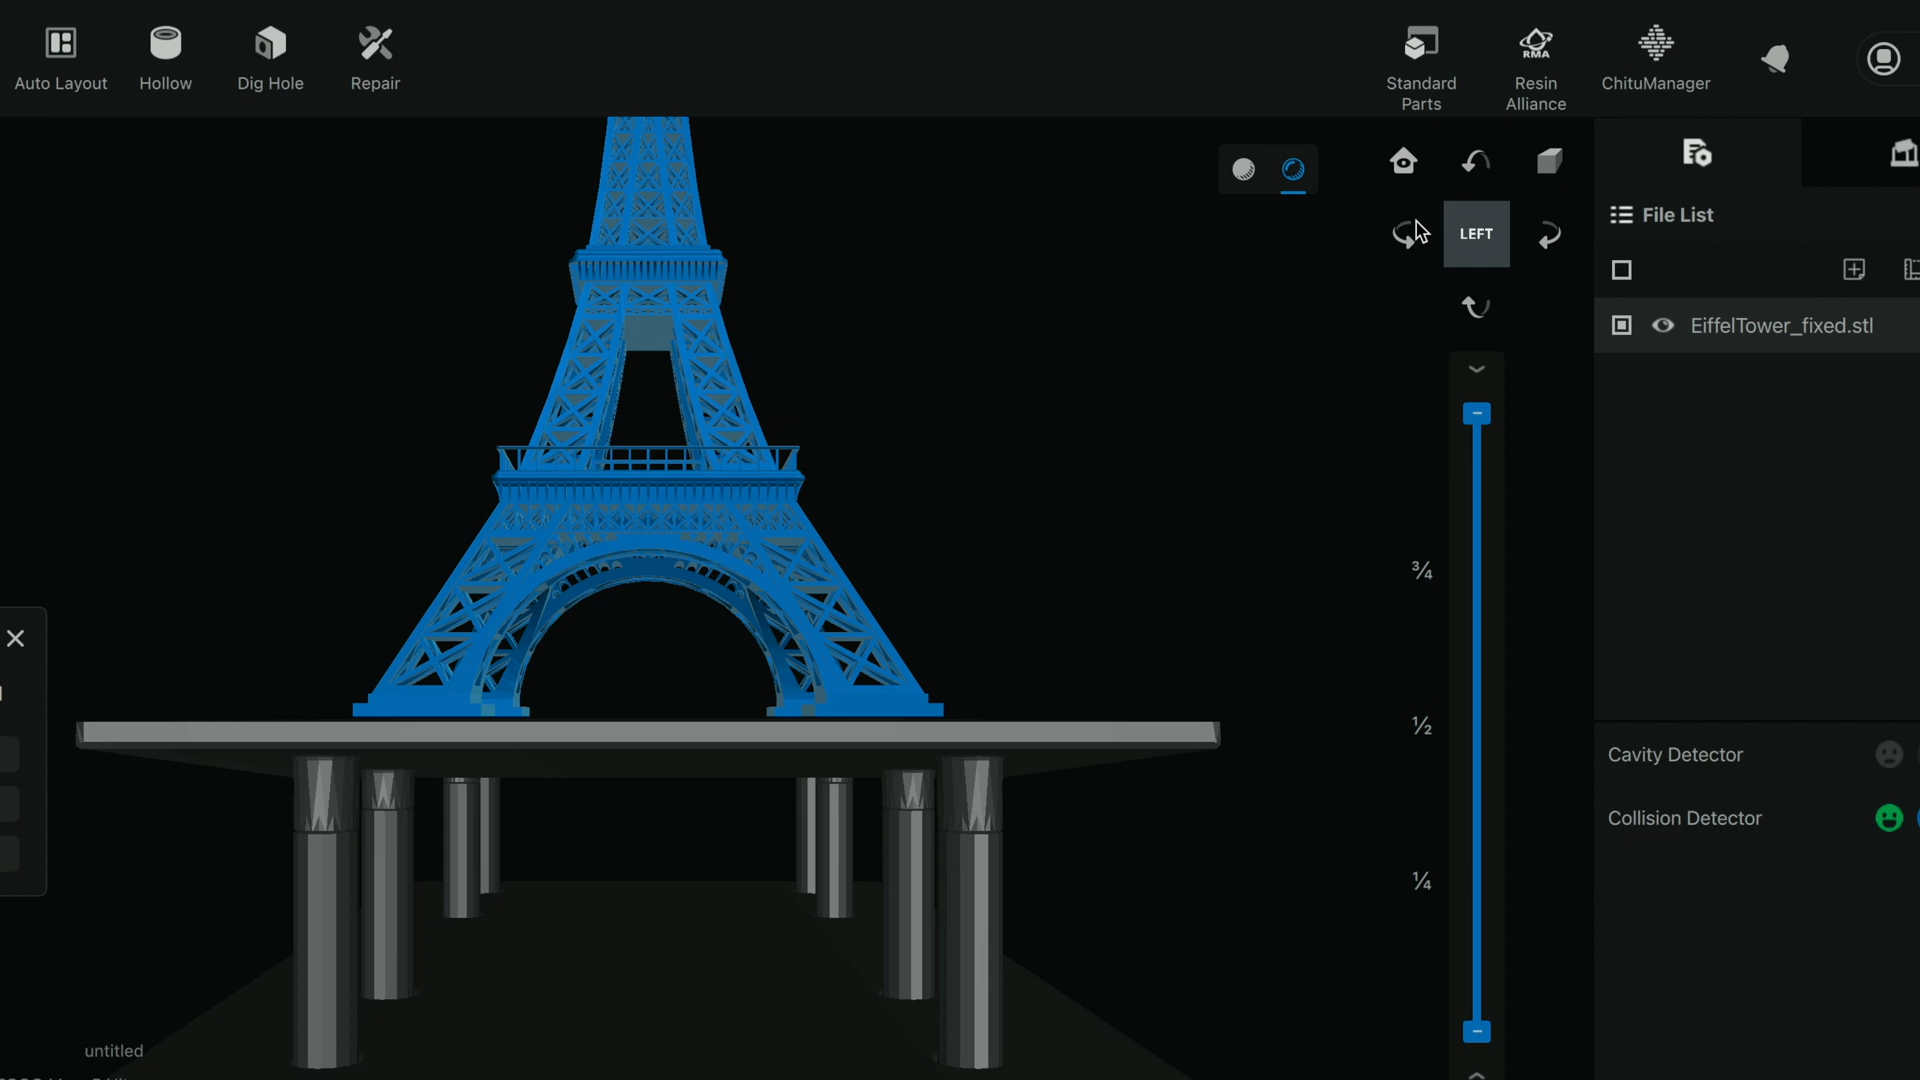 Auto Layout
Hollow
Dig Hole
Repair
Standard
Parts
RMA
Resin
Alliance
ChituManager
LEFT
File List
EiffelTower_fixed.stl
¾
½
¼
Cavity Detector
Collision Detector
untitled